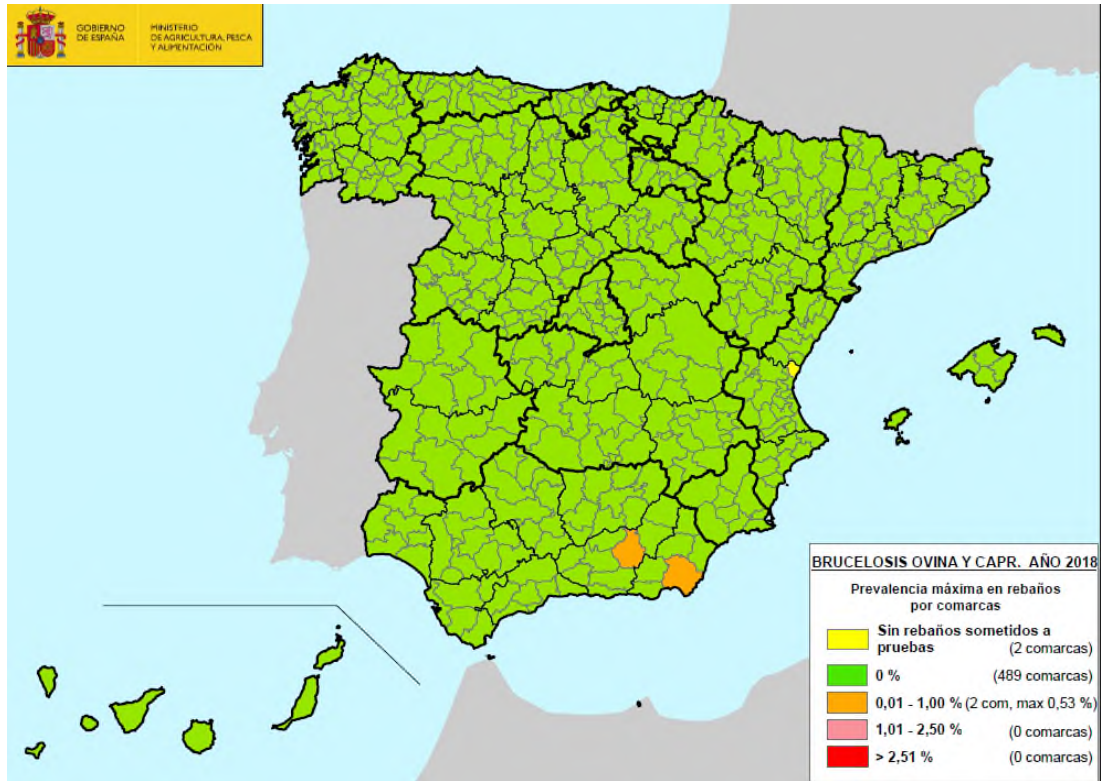 GOBIERNO
DE ESPAÑA
MINISTERIO
DE AGRICULTURA, PESCA
Y ALIMENTACIÓN
BRUCELOSIS OVINA Y CAPR. AÑO 2018
Prevalencia máxima en rebaños
por comarcas
Sin rebaños sometidos a
pruebas (2 comarcas)
0 % (489 comarcas)
0,01 - 1,00 % (2 com, max 0,53 %)
1,01 - 2,50 % (0 comarcas)
> 2,51 % (0 comarcas)